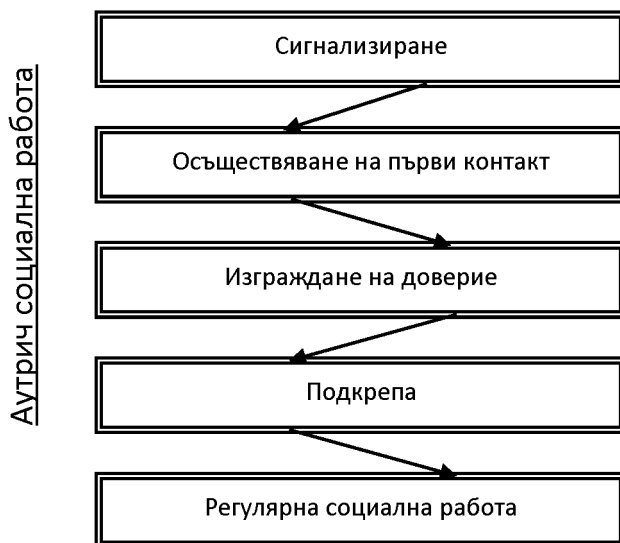 Аутрич социална работа
Сигнализиране
Осъществяване на първи контакт
Изграждане на доверие
Подкрепа
Регулярна социална работа